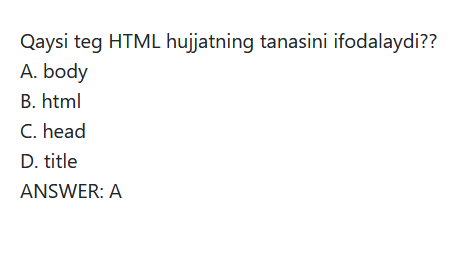 Qaysi teg HTML hujjatning tanasini ifodalaydi??
A. body
B. html
C. head
D. title
ANSWER: A